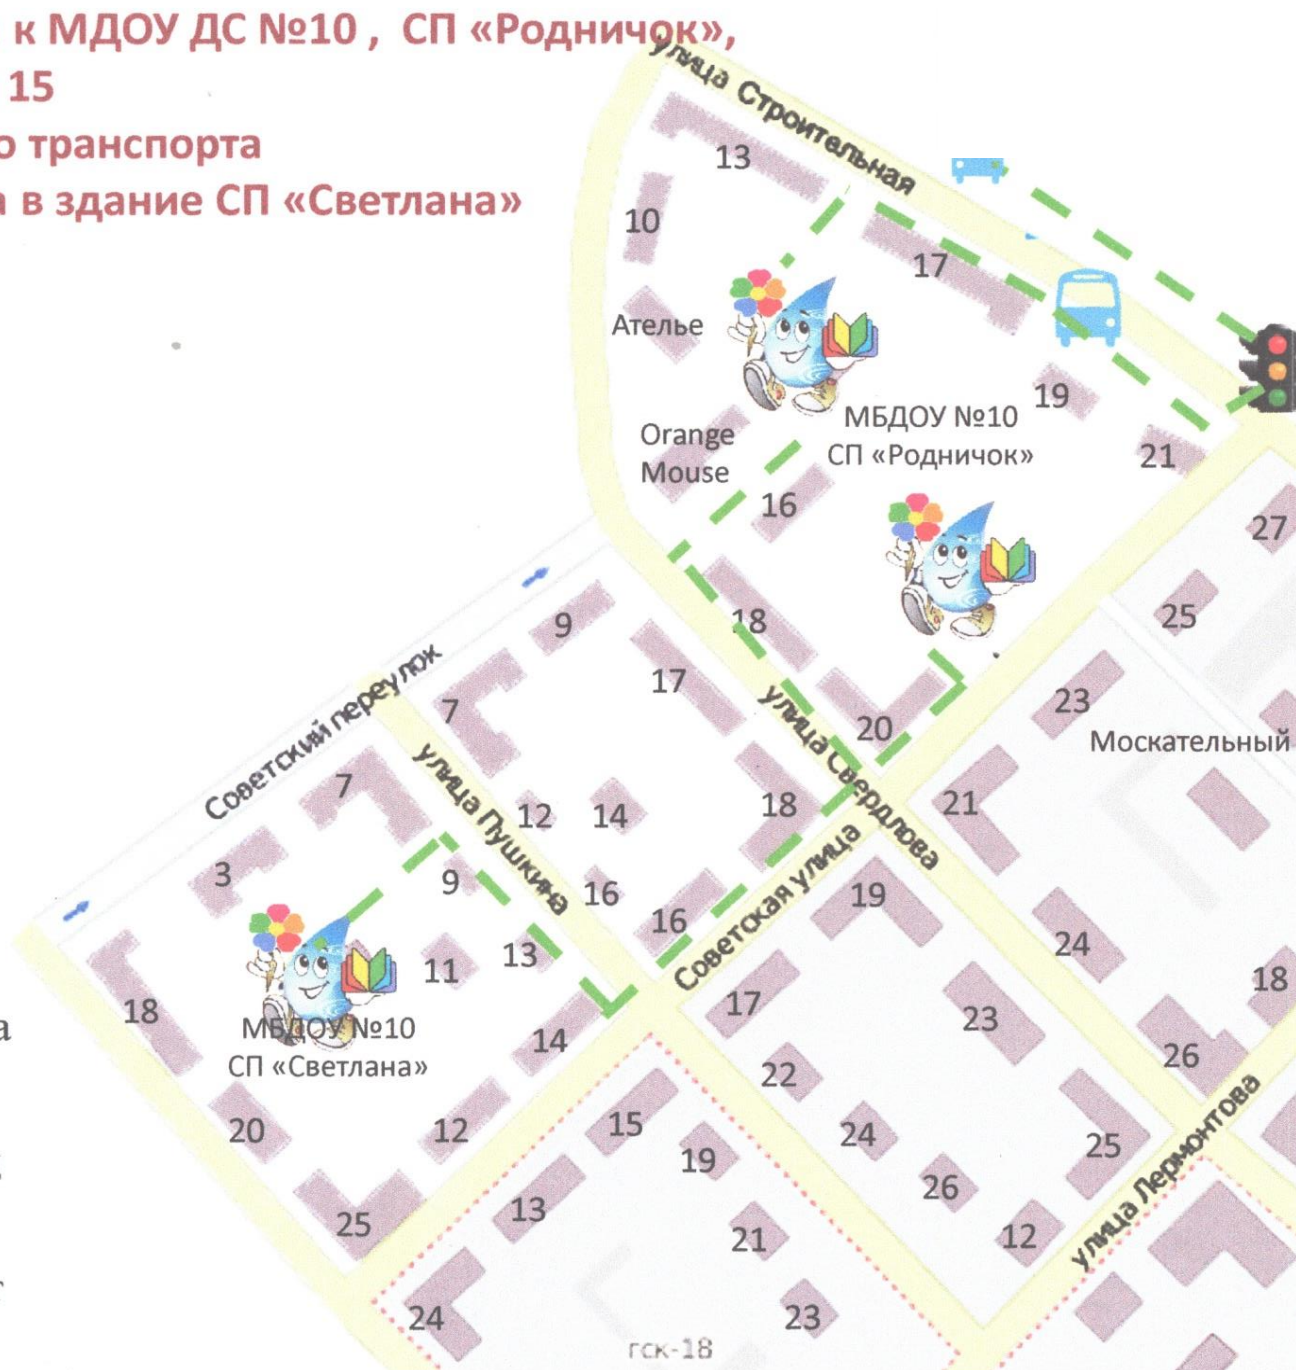 к МДОУ ДС №10 , СП «Родничок»,
15
о транспорта
а в здание СП «Светлана»
улица Строительная
13
10
17
Ателье
19
МБДОУ №10
СП «Родничок»
Orange
Mouse
21
16
27
9
18
25
17
7
Советский переулок
23
улица Свердлова
20
Москательный
7
улица Пушкина
12
14
18
21
3
9
16
16
Советская улица
19
24
11
13
18
17
23
18
МБДОУ №10
СП «Светлана»
14
26
22
а
20
12
15
24
25
19
26
улица Лермонтова
25
13
21
12
24
23
гск-18